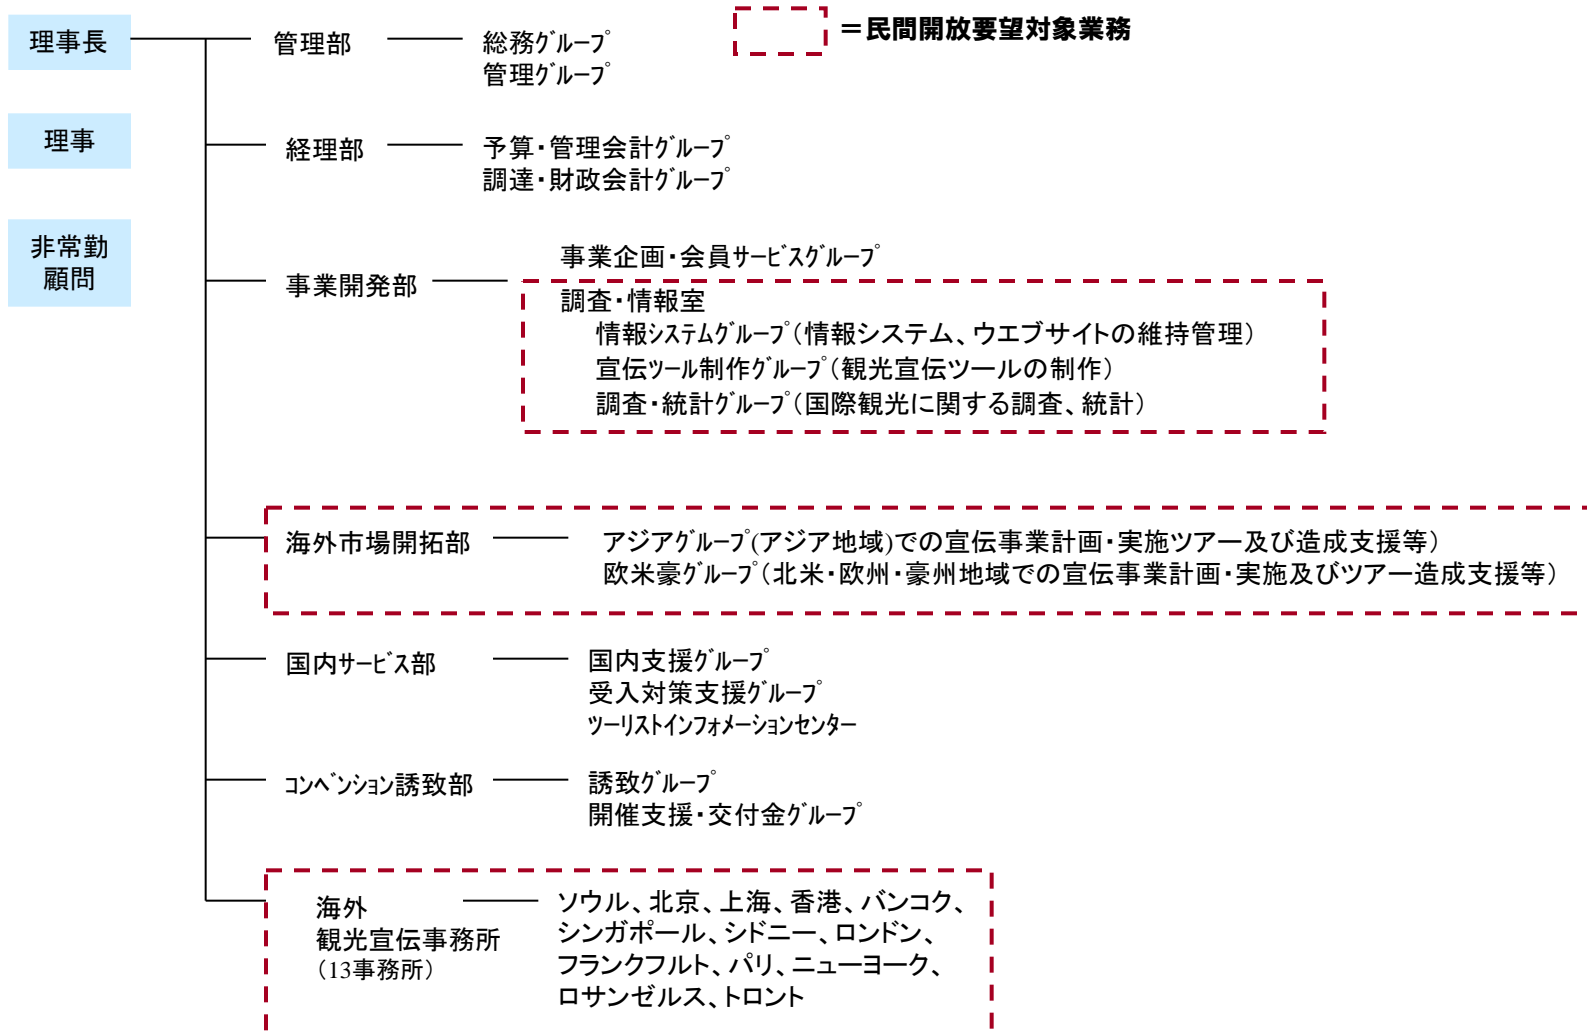 ＝民間開放要望対象業務
理事長
理事
非常勤
顧問
管理部
総務ｸﾞﾙｰﾌﾟ
管理ｸﾞﾙｰﾌﾟ
経理部
予算・管理会計ｸﾞﾙｰﾌﾟ
調達・財政会計ｸﾞﾙｰﾌﾟ
事業開発部
事業企画・会員ｻｰﾋﾞｽｸﾞﾙｰﾌﾟ
調査・情報室
情報ｼｽﾃﾑｸﾞﾙｰﾌﾟ（情報システム、ウエブサイトの維持管理）
宣伝ﾂｰﾙ制作ｸﾞﾙｰﾌﾟ（観光宣伝ツールの制作）
調査・統計ｸﾞﾙｰﾌﾟ（国際観光に関する調査、統計）
海外市場開拓部
アジアｸﾞﾙｰﾌﾟ(アジア地域)での宣伝事業計画・実施ツアー及び造成支援等）
欧米豪ｸﾞﾙｰﾌﾟ（北米・欧州・豪州地域での宣伝事業計画・実施及びツアー造成支援等）
国内ｻｰﾋﾞｽ部
国内支援ｸﾞﾙｰﾌﾟ
受入対策支援ｸﾞﾙｰﾌﾟ
ﾂｰﾘｽﾄｲﾝﾌｫﾒｰｼｮﾝｾﾝﾀｰ
ｺﾝﾍﾞﾝｼｮﾝ誘致部
誘致ｸﾞﾙｰﾌﾟ
開催支援・交付金ｸﾞﾙｰﾌﾟ
海外
観光宣伝事務所
（13事務所）
ソウル、北京、上海、香港、バンコク、
シンガポール、シドニー、ロンドン、
フランクフルト、パリ、ニューヨーク、
ロサンゼルス、トロント